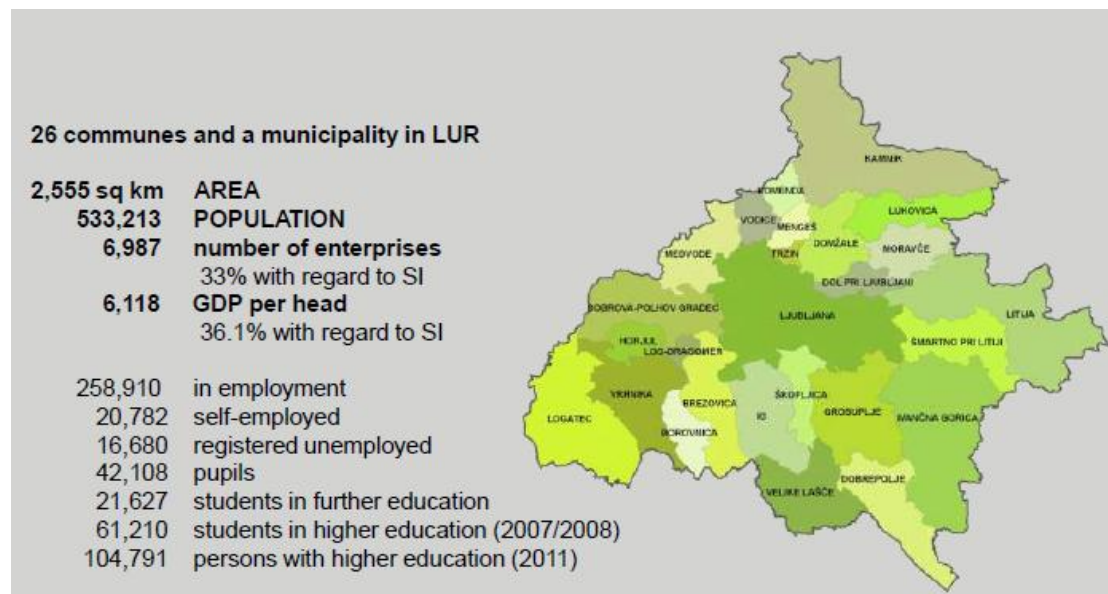 26 communes and a municipality in LUR
2,555 sq km AREA
533,213 POPULATION
6,987 number of enterprises
33% with regard to SI
6,118 GDP per head
36.1% with regard to SI
258,910 in employment
20,782 self-employed
16,680 registered unemployed
42,108 pupils
21,627 students in further education
61,210 students in higher education (2007/2008)
104,791 persons with higher education (2011)
KAMNIK
KOMENDA
LUKOVICA
VODICE
MENGEŠ
DOMŽALE
MORAVČE
MEDVODE
TRZIN
DOL PRI LJUBLJANI
DOBROVA-POLHOV GRADEC
LJUBLJANA
LITIJA
HORJUL
LOG-DRAGOMER
ŠMARTNO PRI LITIJI
VRHNIKA
BREZOVICA
ŠKOFLJICA
LOGATEC
IG
GROSUPLJE
IVANČNA GORICA
BOROVNICA
DOBREPOLJE
VELIKE LAŠČE